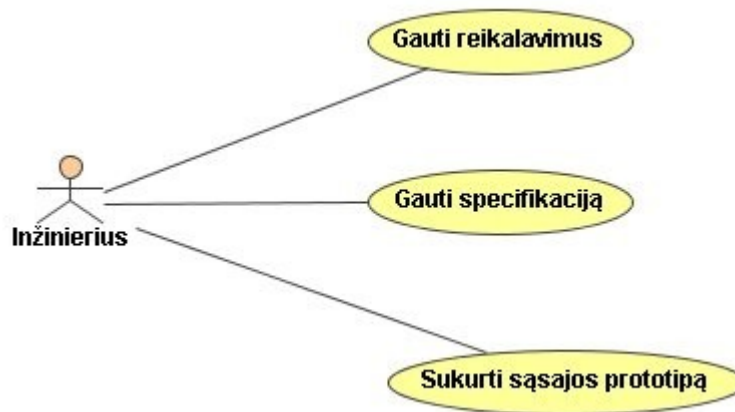 Gauti reikalavimus
Gauti specifikaciją
Inžinierius
Sukurti sąsajos prototipą